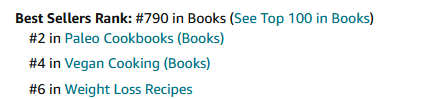 Best Sellers Rank: #790 in Books (See Top 100 in Books)
#2 in Paleo Cookbooks (Books)
#4 in Vegan Cooking (Books)
#6 in Weight Loss Recipes